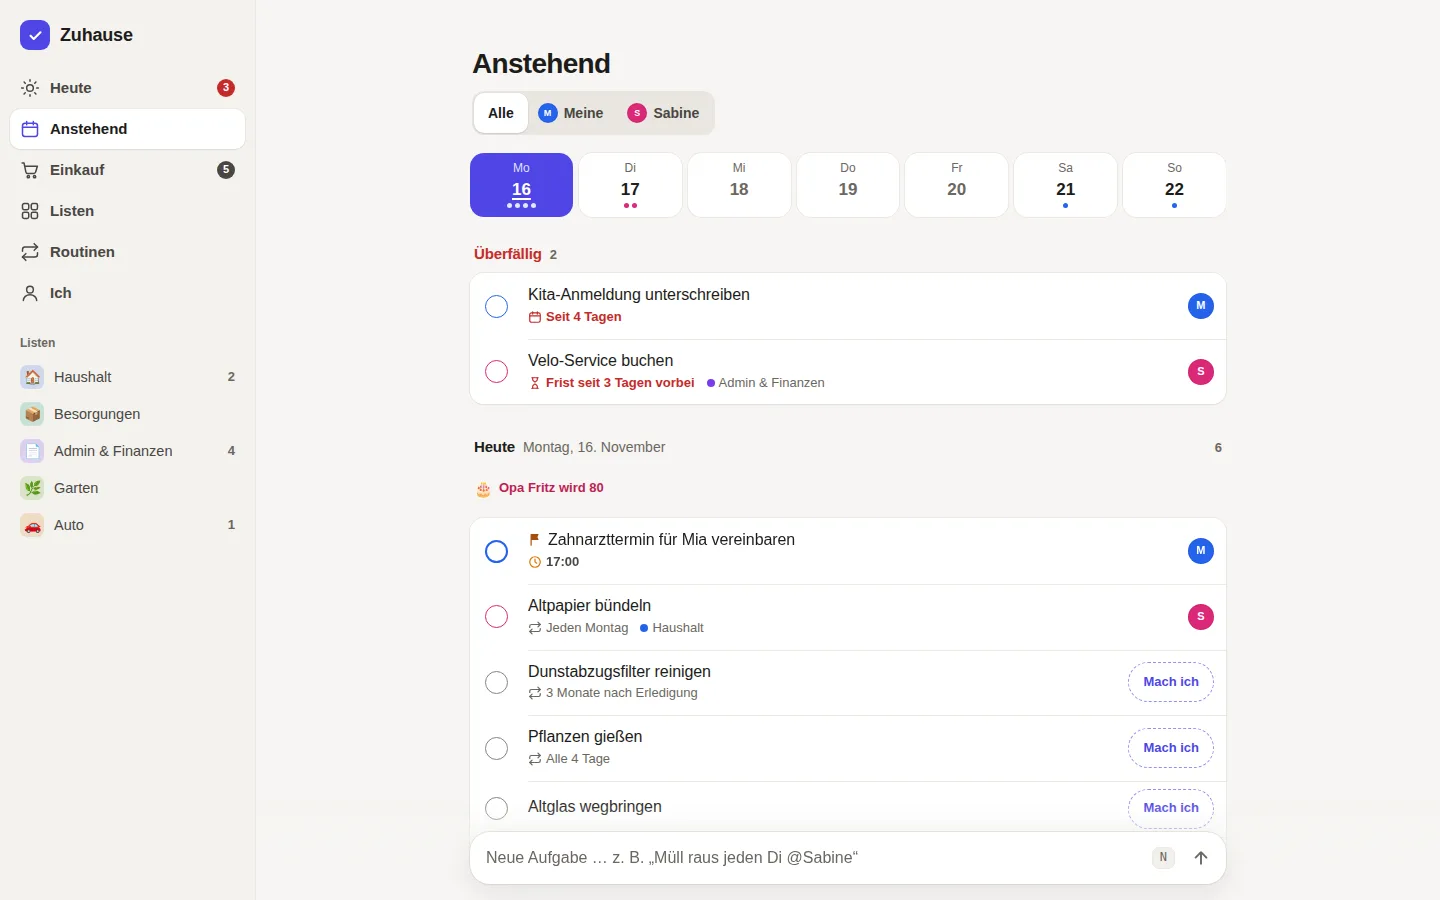 Zuhause
Heute 3
Anstehend
Einkauf 5
Listen
Routinen
Ich
Listen
Haushalt 2
Besorgungen
Admin & Finanzen 4
Garten
Auto 1
Anstehend
Alle M Meine S Sabine
Mo Di Mi Do Fr Sa So
16 17 18 19 20 21 22
Überfällig 2
Kita-Anmeldung unterschreiben
Seit 4 Tagen
M
Velo-Service buchen
Frist seit 3 Tagen vorbei Admin & Finanzen
S
Heute Montag, 16. November 6
Opa Fritz wird 80
Zahnarzttermin für Mia vereinbaren
17:00
M
Altpapier bündeln
Jeden Montag Haushalt
S
Dunstabzugsfilter reinigen
3 Monate nach Erledigung
Mach ich
Pflanzen gießen
Alle 4 Tage
Mach ich
Altglas wegbringen
Mach ich
Neue Aufgabe … z. B. „Müll raus jeden Di @Sabine“ N